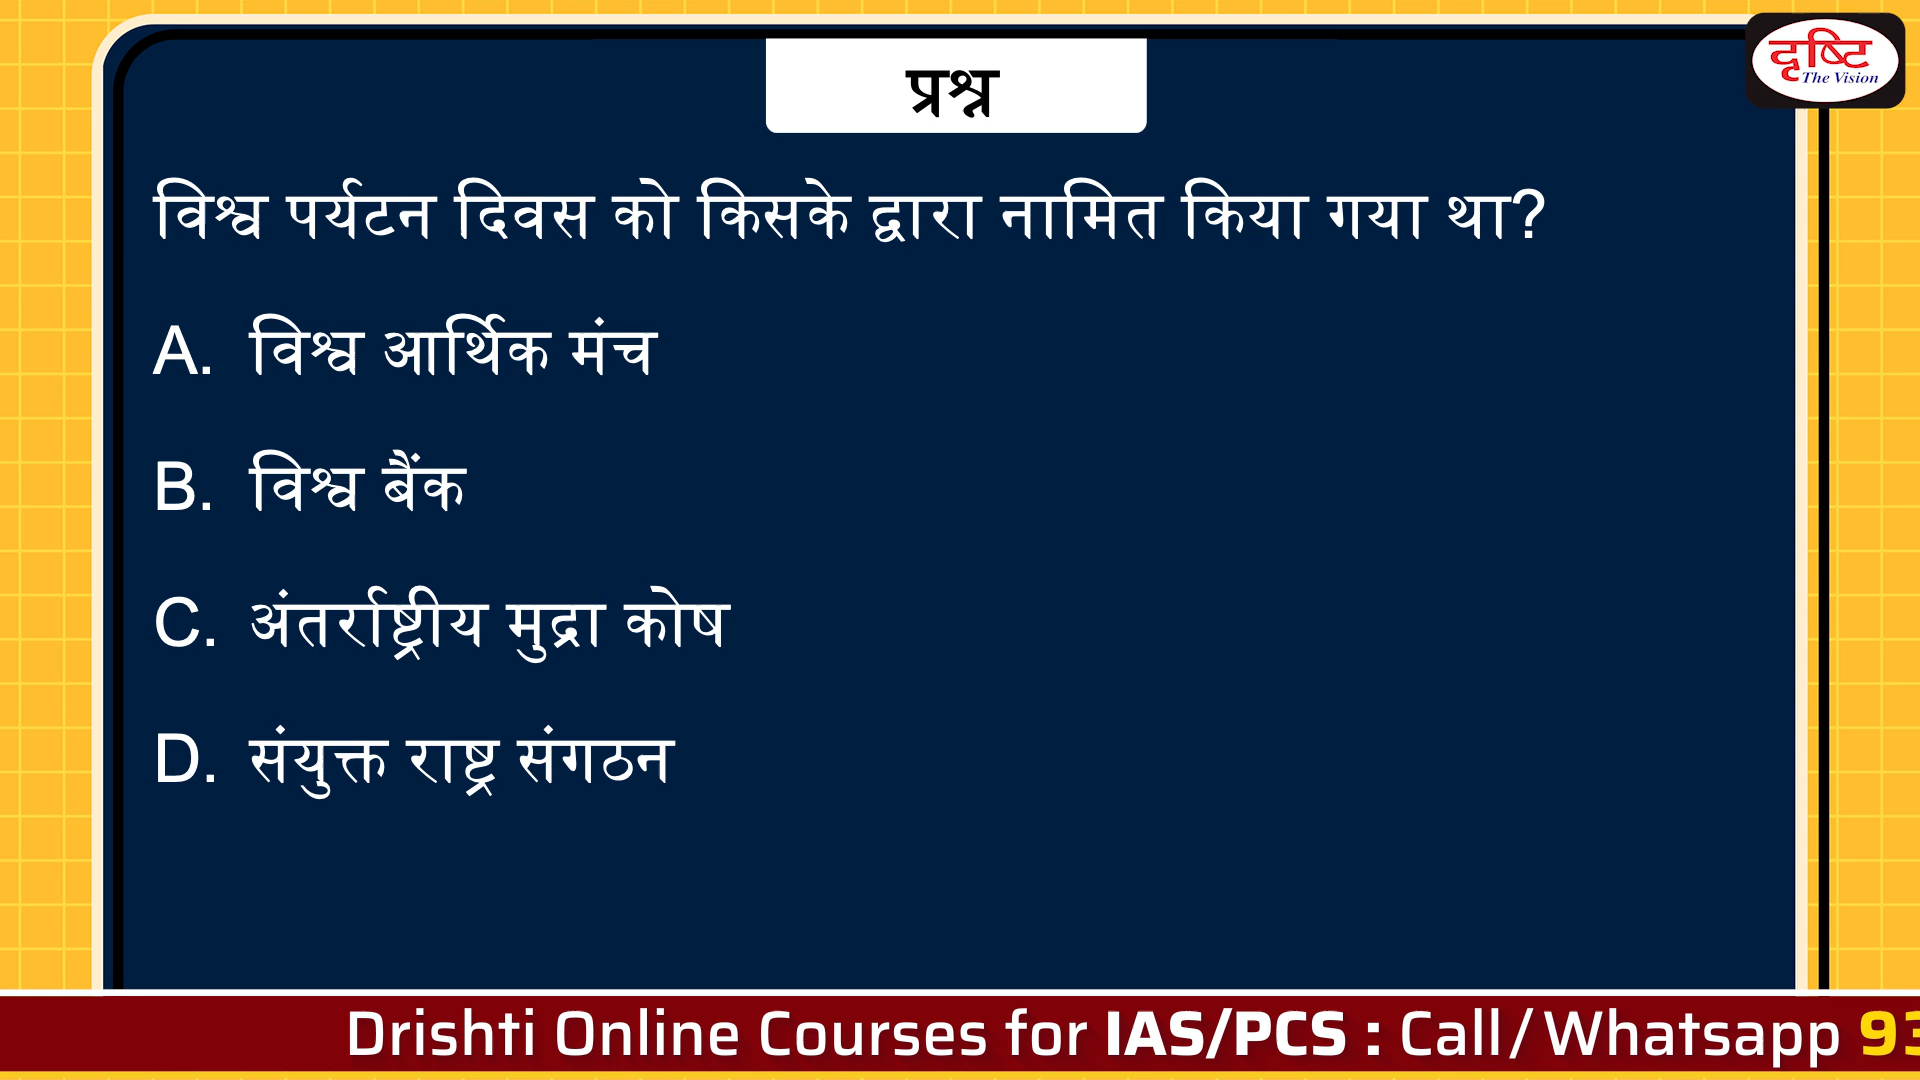 दृष्टि
The Vision
प्रश्न
विश्व पर्यटन दिवस को किसके द्वारा नामित किया गया था?
A. विश्व आर्थिक मंच
B. विश्व बैंक
C. अंतर्राष्ट्रीय मुद्रा कोष
D. संयुक्त राष्ट्र संगठन
Drishti Online Courses for IAS/PCS : Call/Whatsapp 93